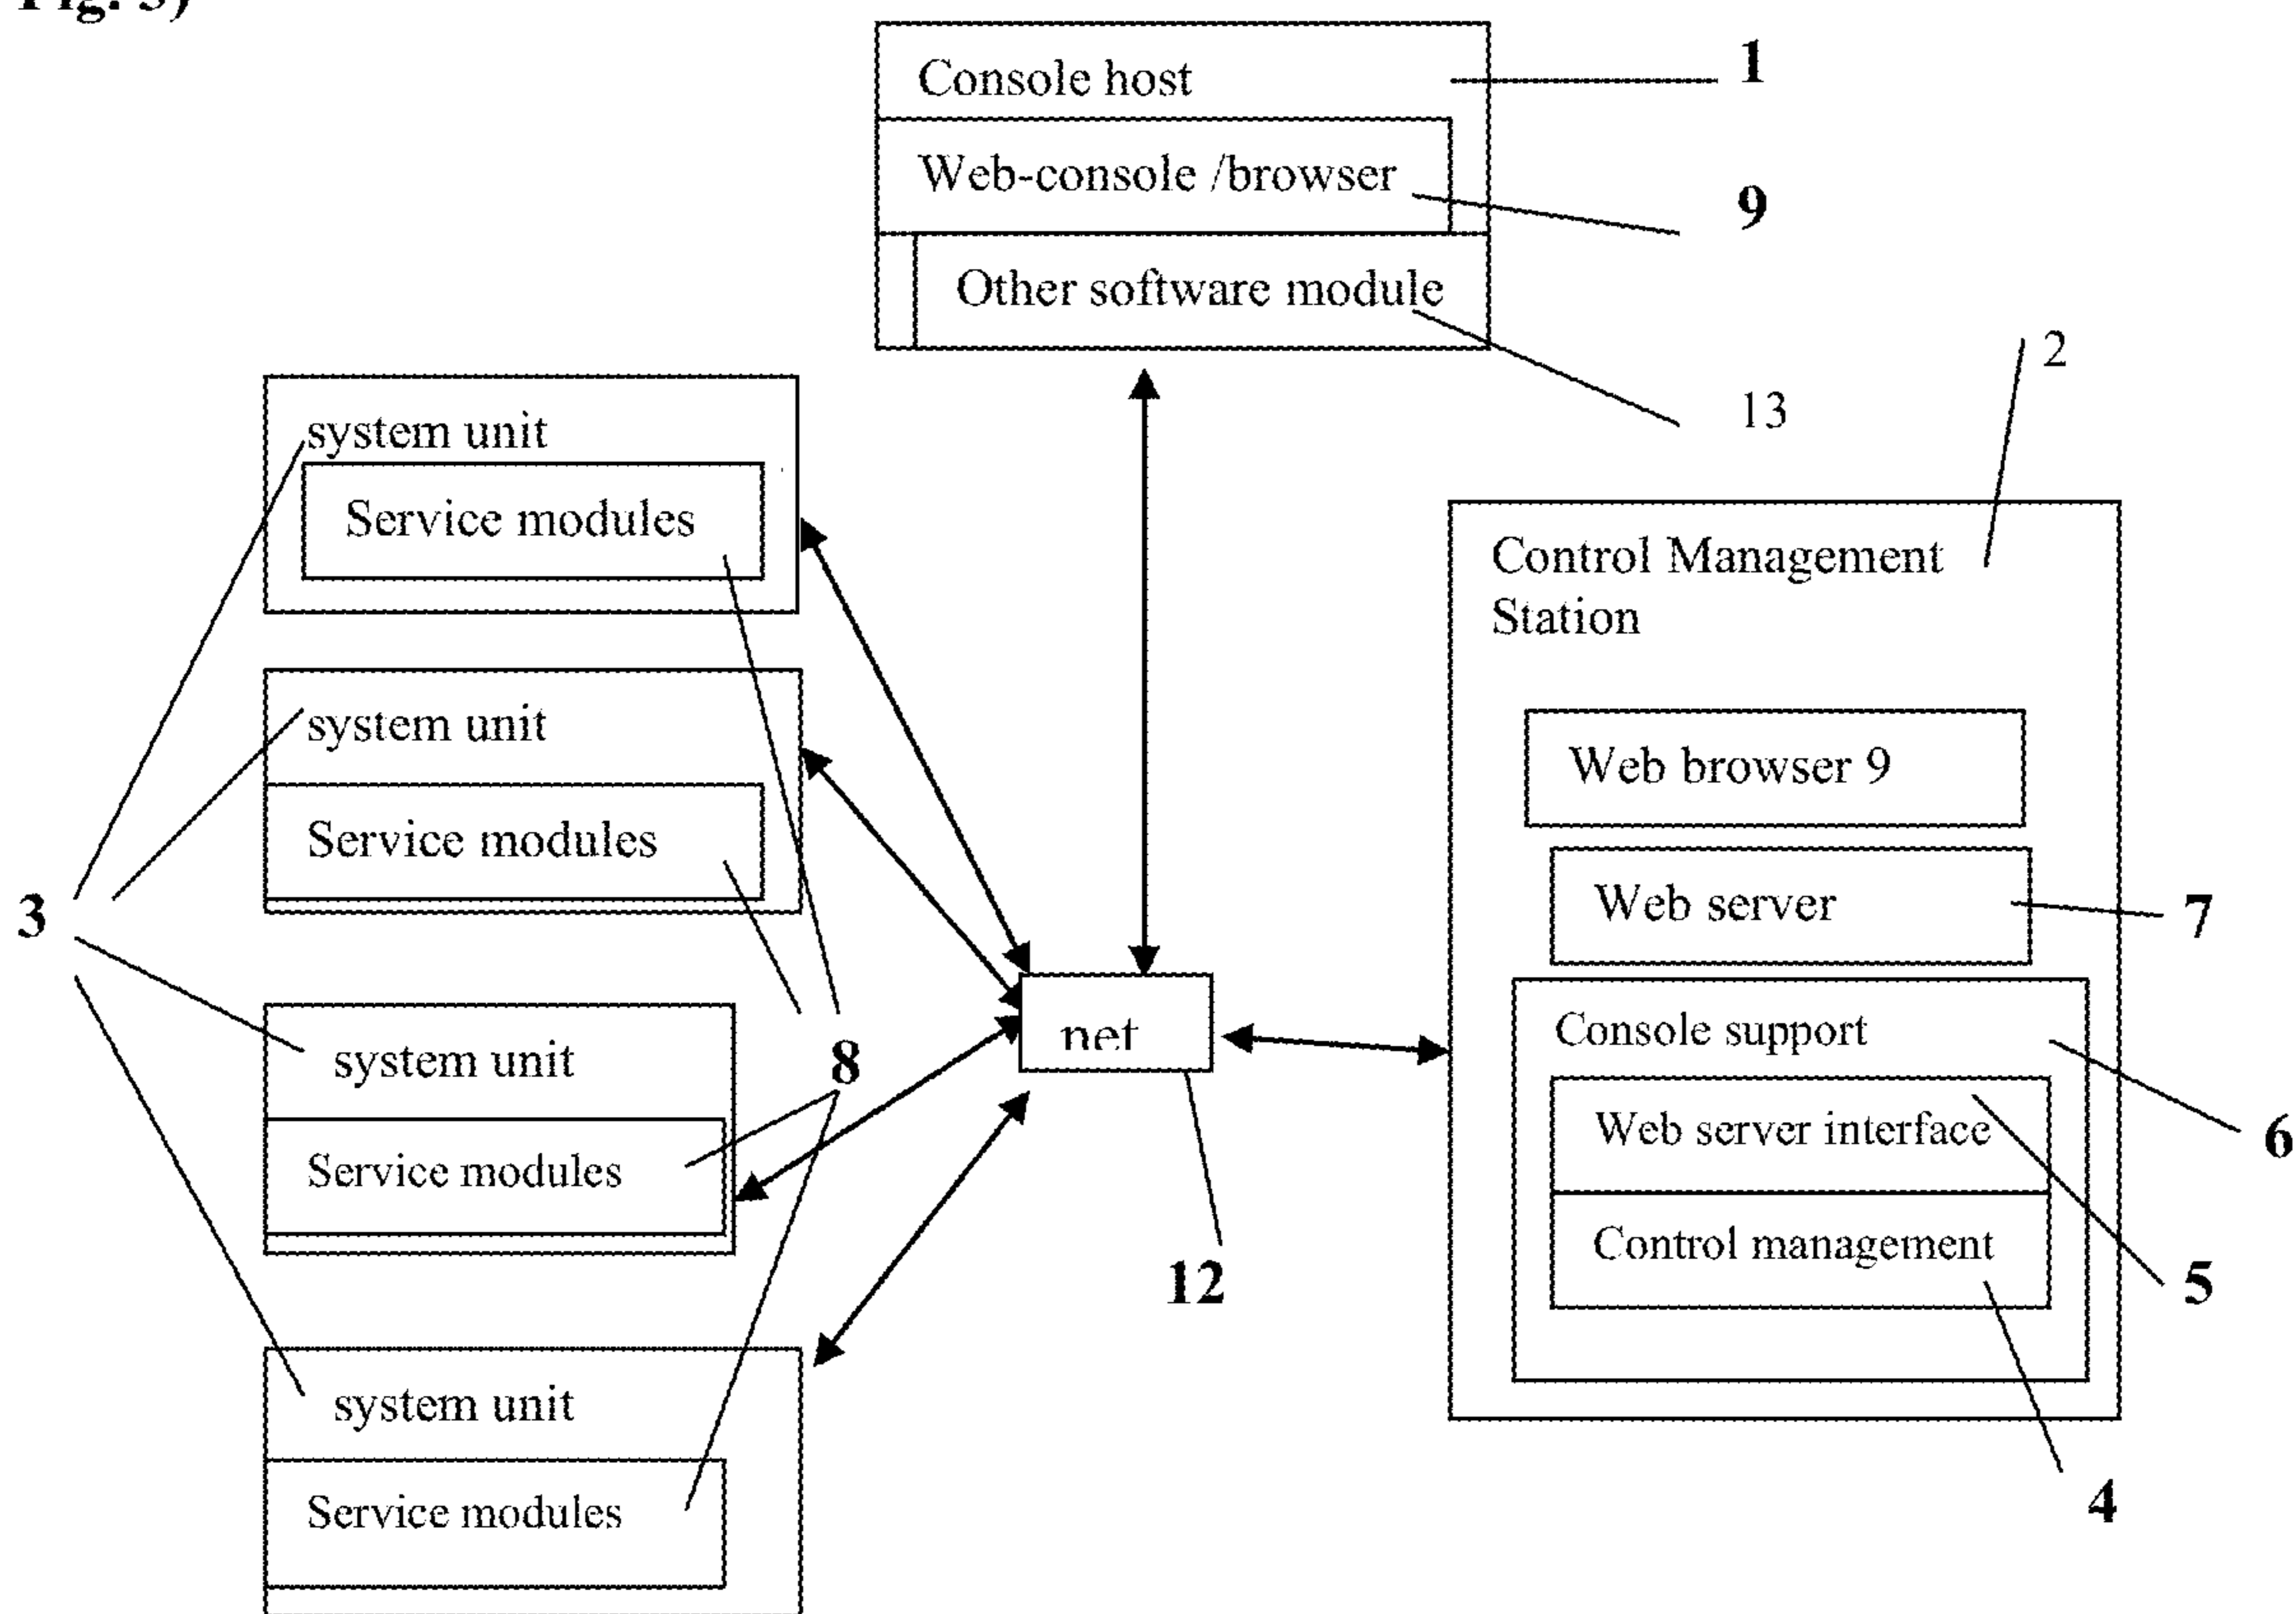 Fig. 3)
Console host
1
Web-console /browser
9
Other software module
13
2
system unit
Service modules
Control Management
Station
system unit
Service modules
Web browser 9
3
Web server
7
system unit
Service modules
8
net
Console support
6
Web server interface
Control management
5
12
4
system unit
Service modules